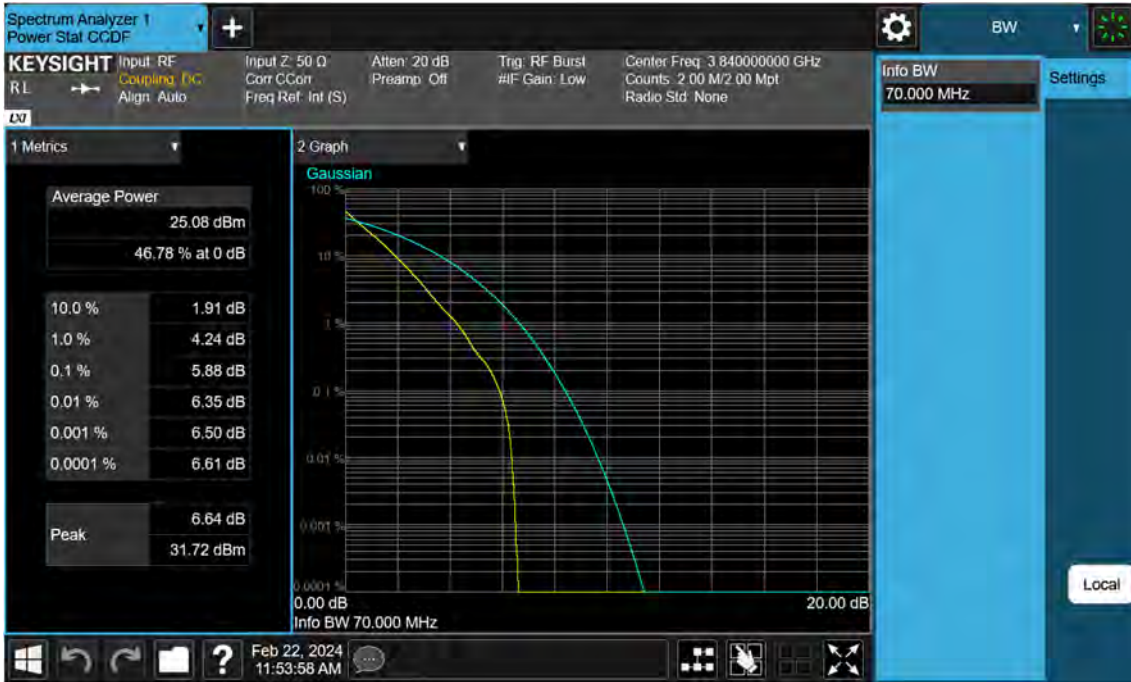 Spectrum Analyzer 1
Power Stat CCDF
+
BW
KEYSIGHT
RL
LXI
Input: RF
Coupling: DC
Align: Auto
Input Z: 50 Ω
Corr CCorr
Freq Ref: Int (S)
Atten: 20 dB
Preamp: Off
Trig: RF Burst
#IF Gain: Low
Center Freq: 3.840000000 GHz
Counts: 2.00 M/2.00 Mpt
Radio Std: None
Info BW
70.000 MHz
Settings
1 Metrics
Average Power
25.08 dBm
46.78 % at 0 dB
10.0 % 1.91 dB
1.0 % 4.24 dB
0.1 % 5.88 dB
0.01 % 6.35 dB
0.001 % 6.50 dB
0.0001 % 6.61 dB
Peak
6.64 dB
31.72 dBm
2 Graph
Gaussian
100 %
10 %
1 %
0.1 %
0.01 %
0.001 %
0.0001 %
0.00 dB 20.00 dB
Info BW 70.000 MHz
Local
?
Feb 22, 2024
11:53:58 AM